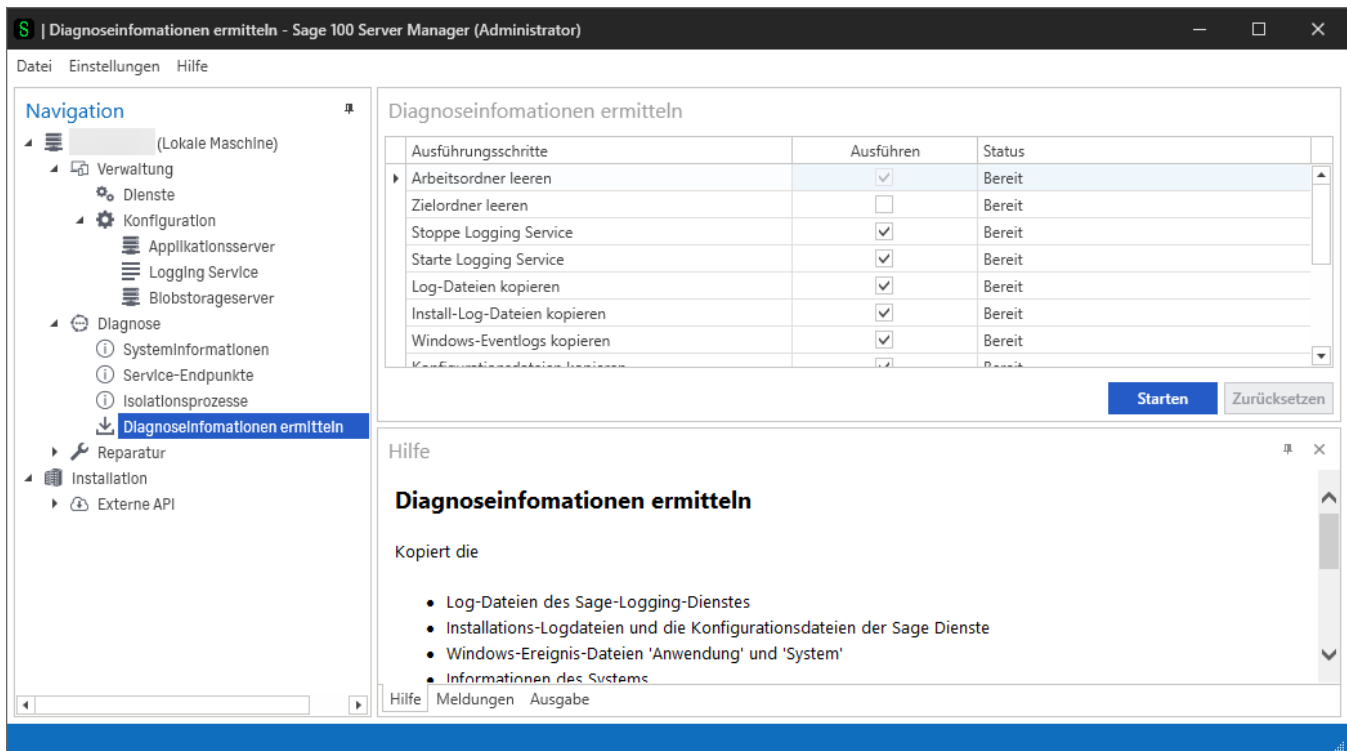 | Diagnoseinfomationen ermitteln - Sage 100 Server Manager (Administrator)
Datei Einstellungen Hilfe
Navigation
(Lokale Maschine)
Verwaltung
Dienste
Konfiguration
Applikationsserver
Logging Service
Blobstorageserver
Diagnose
Systeminformationen
Service-Endpunkte
Isolationsprozesse
Diagnoseinfomationen ermitteln
Reparatur
Installation
Externe API
Diagnoseinfomationen ermitteln
Ausführungsschritte Ausführen Status
Arbeitsordner leeren Bereit
Zielordner leeren Bereit
Stoppe Logging Service Bereit
Starte Logging Service Bereit
Log-Dateien kopieren Bereit
Install-Log-Dateien kopieren Bereit
Windows-Eventlogs kopieren Bereit
Konfigurationsdateien kopieren Bereit
Starten Zurücksetzen
Hilfe
Diagnoseinfomationen ermitteln
Kopiert die
• Log-Dateien des Sage-Logging-Dienstes
• Installations-Logdateien und die Konfigurationsdateien der Sage Dienste
• Windows-Ereignis-Dateien 'Anwendung' und 'System'
• Informationen des Systems
Hilfe Meldungen Ausgabe